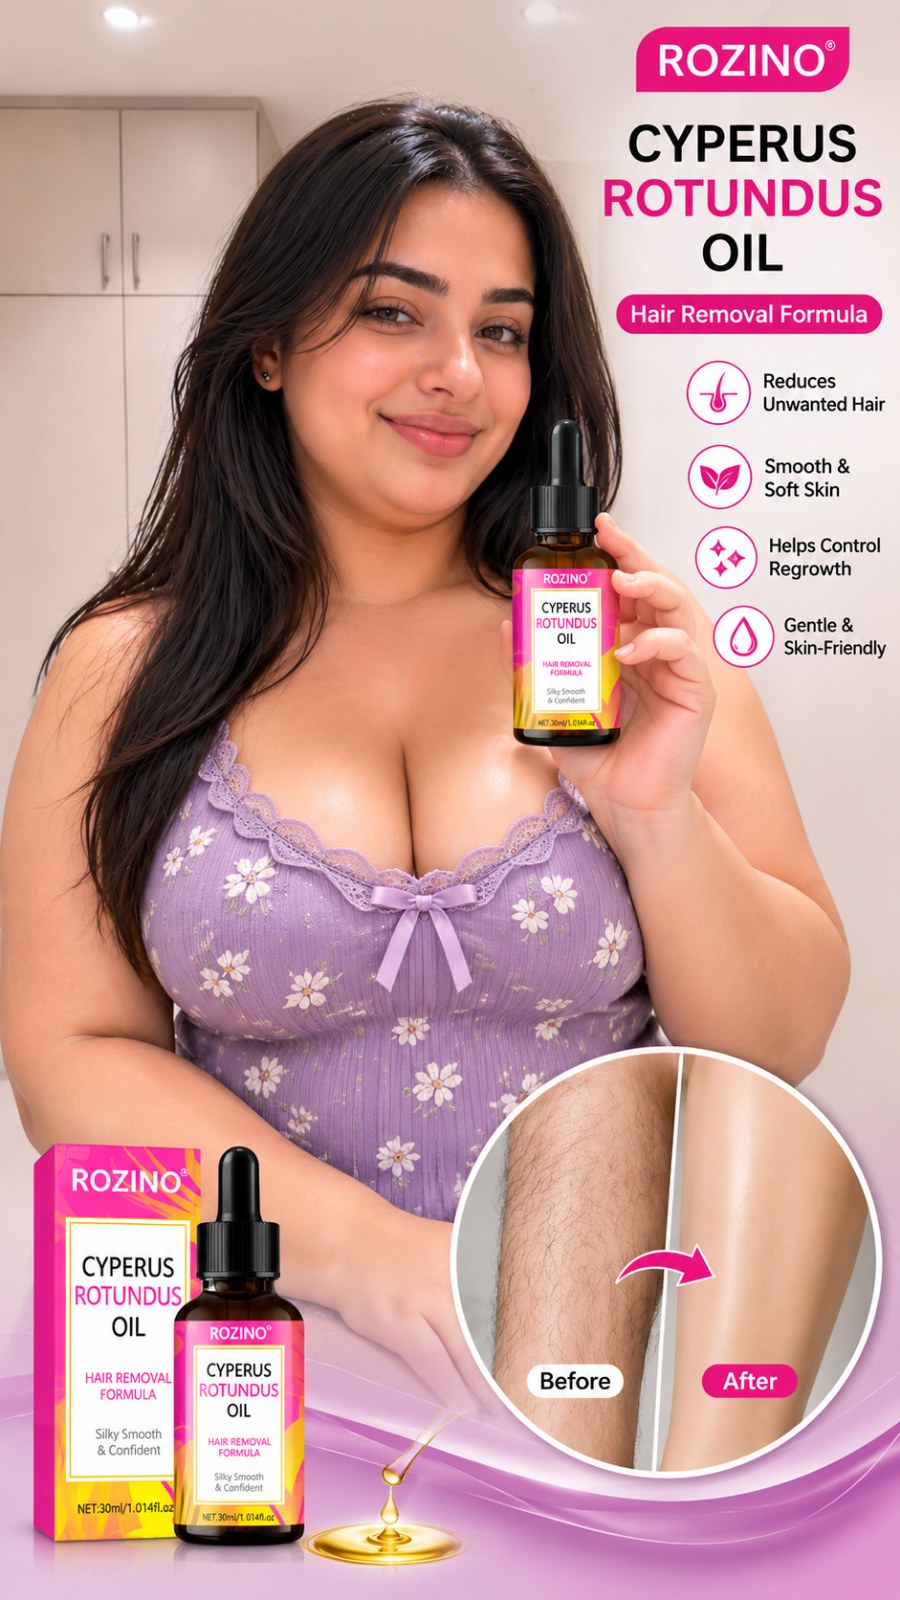 ROZINO®
CYPERUS
ROTUNDUS
OIL
Hair Removal Formula
Reduces
Unwanted Hair
Smooth &
Soft Skin
Helps Control
Regrowth
Gentle &
Skin-Friendly
ROZINO®
CYPERUS
ROTUNDUS
OIL
HAIR REMOVAL
FORMULA
Silky Smooth
& Confident
NET.30ml/1.014fl.oz
ROZINO®
CYPERUS
ROTUNDUS
OIL
HAIR REMOVAL
FORMULA
Silky Smooth
& Confident
NET:30ml/1.014fl.oz
ROZINO®
CYPERUS
ROTUNDUS
OIL
HAIR REMOVAL
FORMULA
Silky Smooth
& Confident
NET.30ml/1.014fl.oz
Before
After